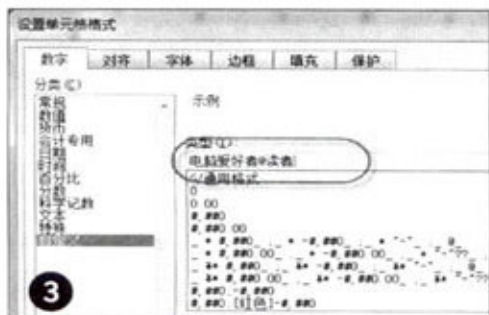 设置单元格格式
数字 对齐 字体 边框 填充 保护
分类(C):
常规
数值
货币
会计专用
日期
时间
百分比
分数
科学记数
文本
特殊
示例
类型(T):
电脑爱好者@读者
G/通用格式
0
0.00
#,##0
#,##0.00
#,##0;-#,##0
#,##0;[红色]-#,##0
3